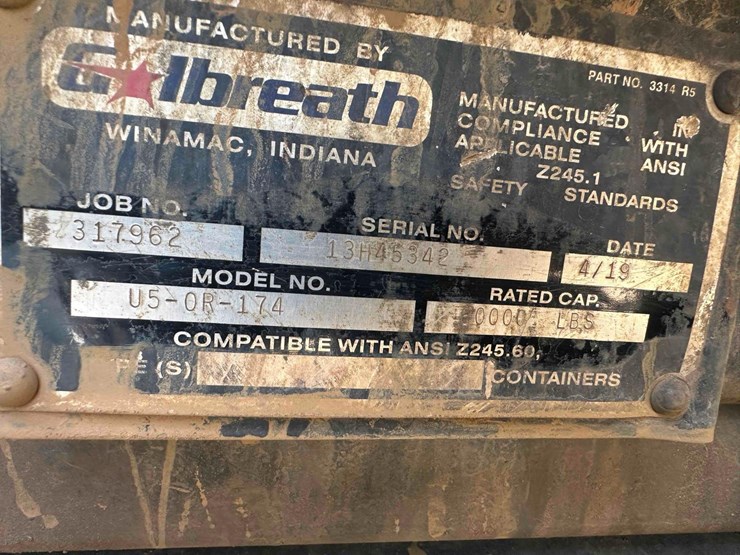 MANUFACTURED BY
Galbreath
WINAMAC, INDIANA
PART NO. 3314 R5
MANUFACTURED IN
COMPLIANCE WITH
APPLICABLE ANSI
Z245.1
SAFETY STANDARDS
JOB NO.
317962
SERIAL NO.
13H46342
DATE
4/19
MODEL NO.
U5-OR-174
RATED CAP.
LBS
COMPATIBLE WITH ANSI Z245.60,
(S)
CONTAINERS